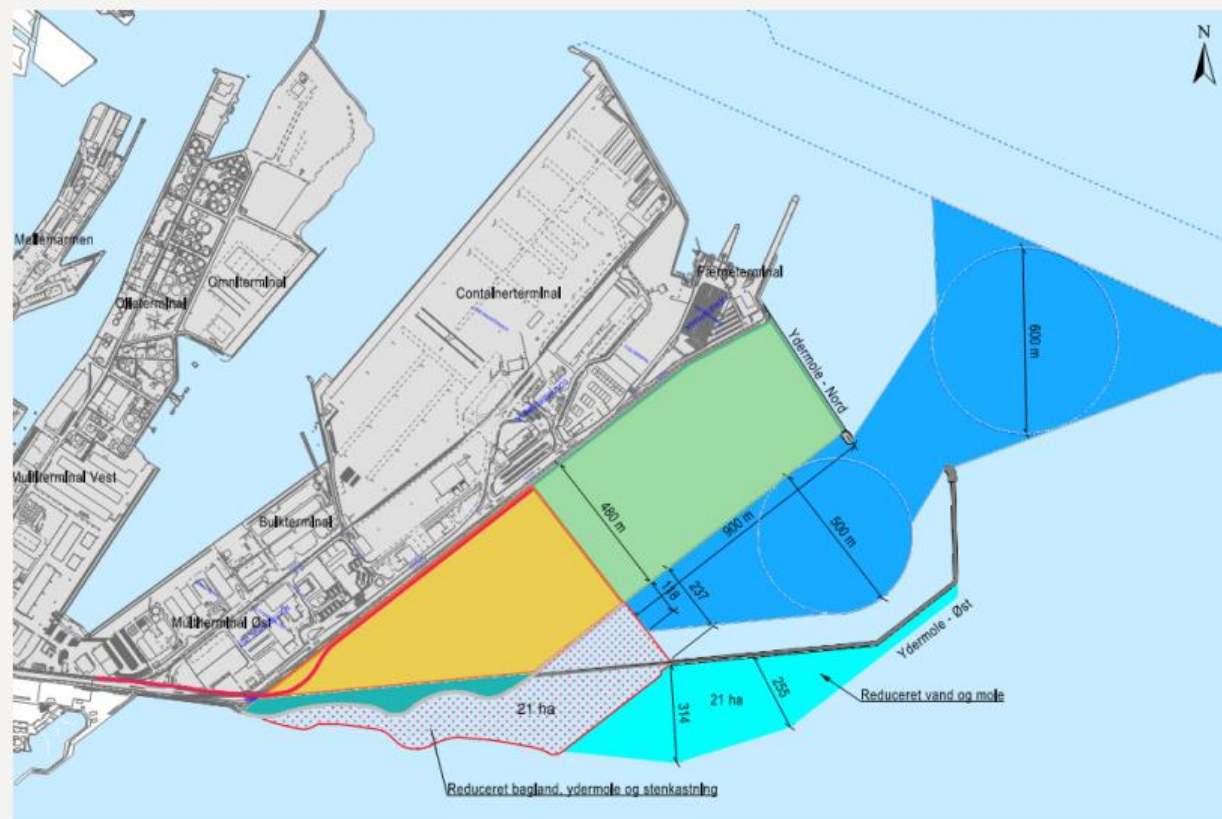 N
Mellemarmen
Olieterminal
Omniterminal
Containerterminal
Færgeterminal
Ydermole - Nord
600 m
Multiterminal Vest
Bulkterminal
480 m
900 m
500 m
118
237
Multiterminal Øst
Ydermole - Øst
21 ha
314
21 ha
255
Reduceret vand og mole
Reduceret bagland, ydermole og stenkastning